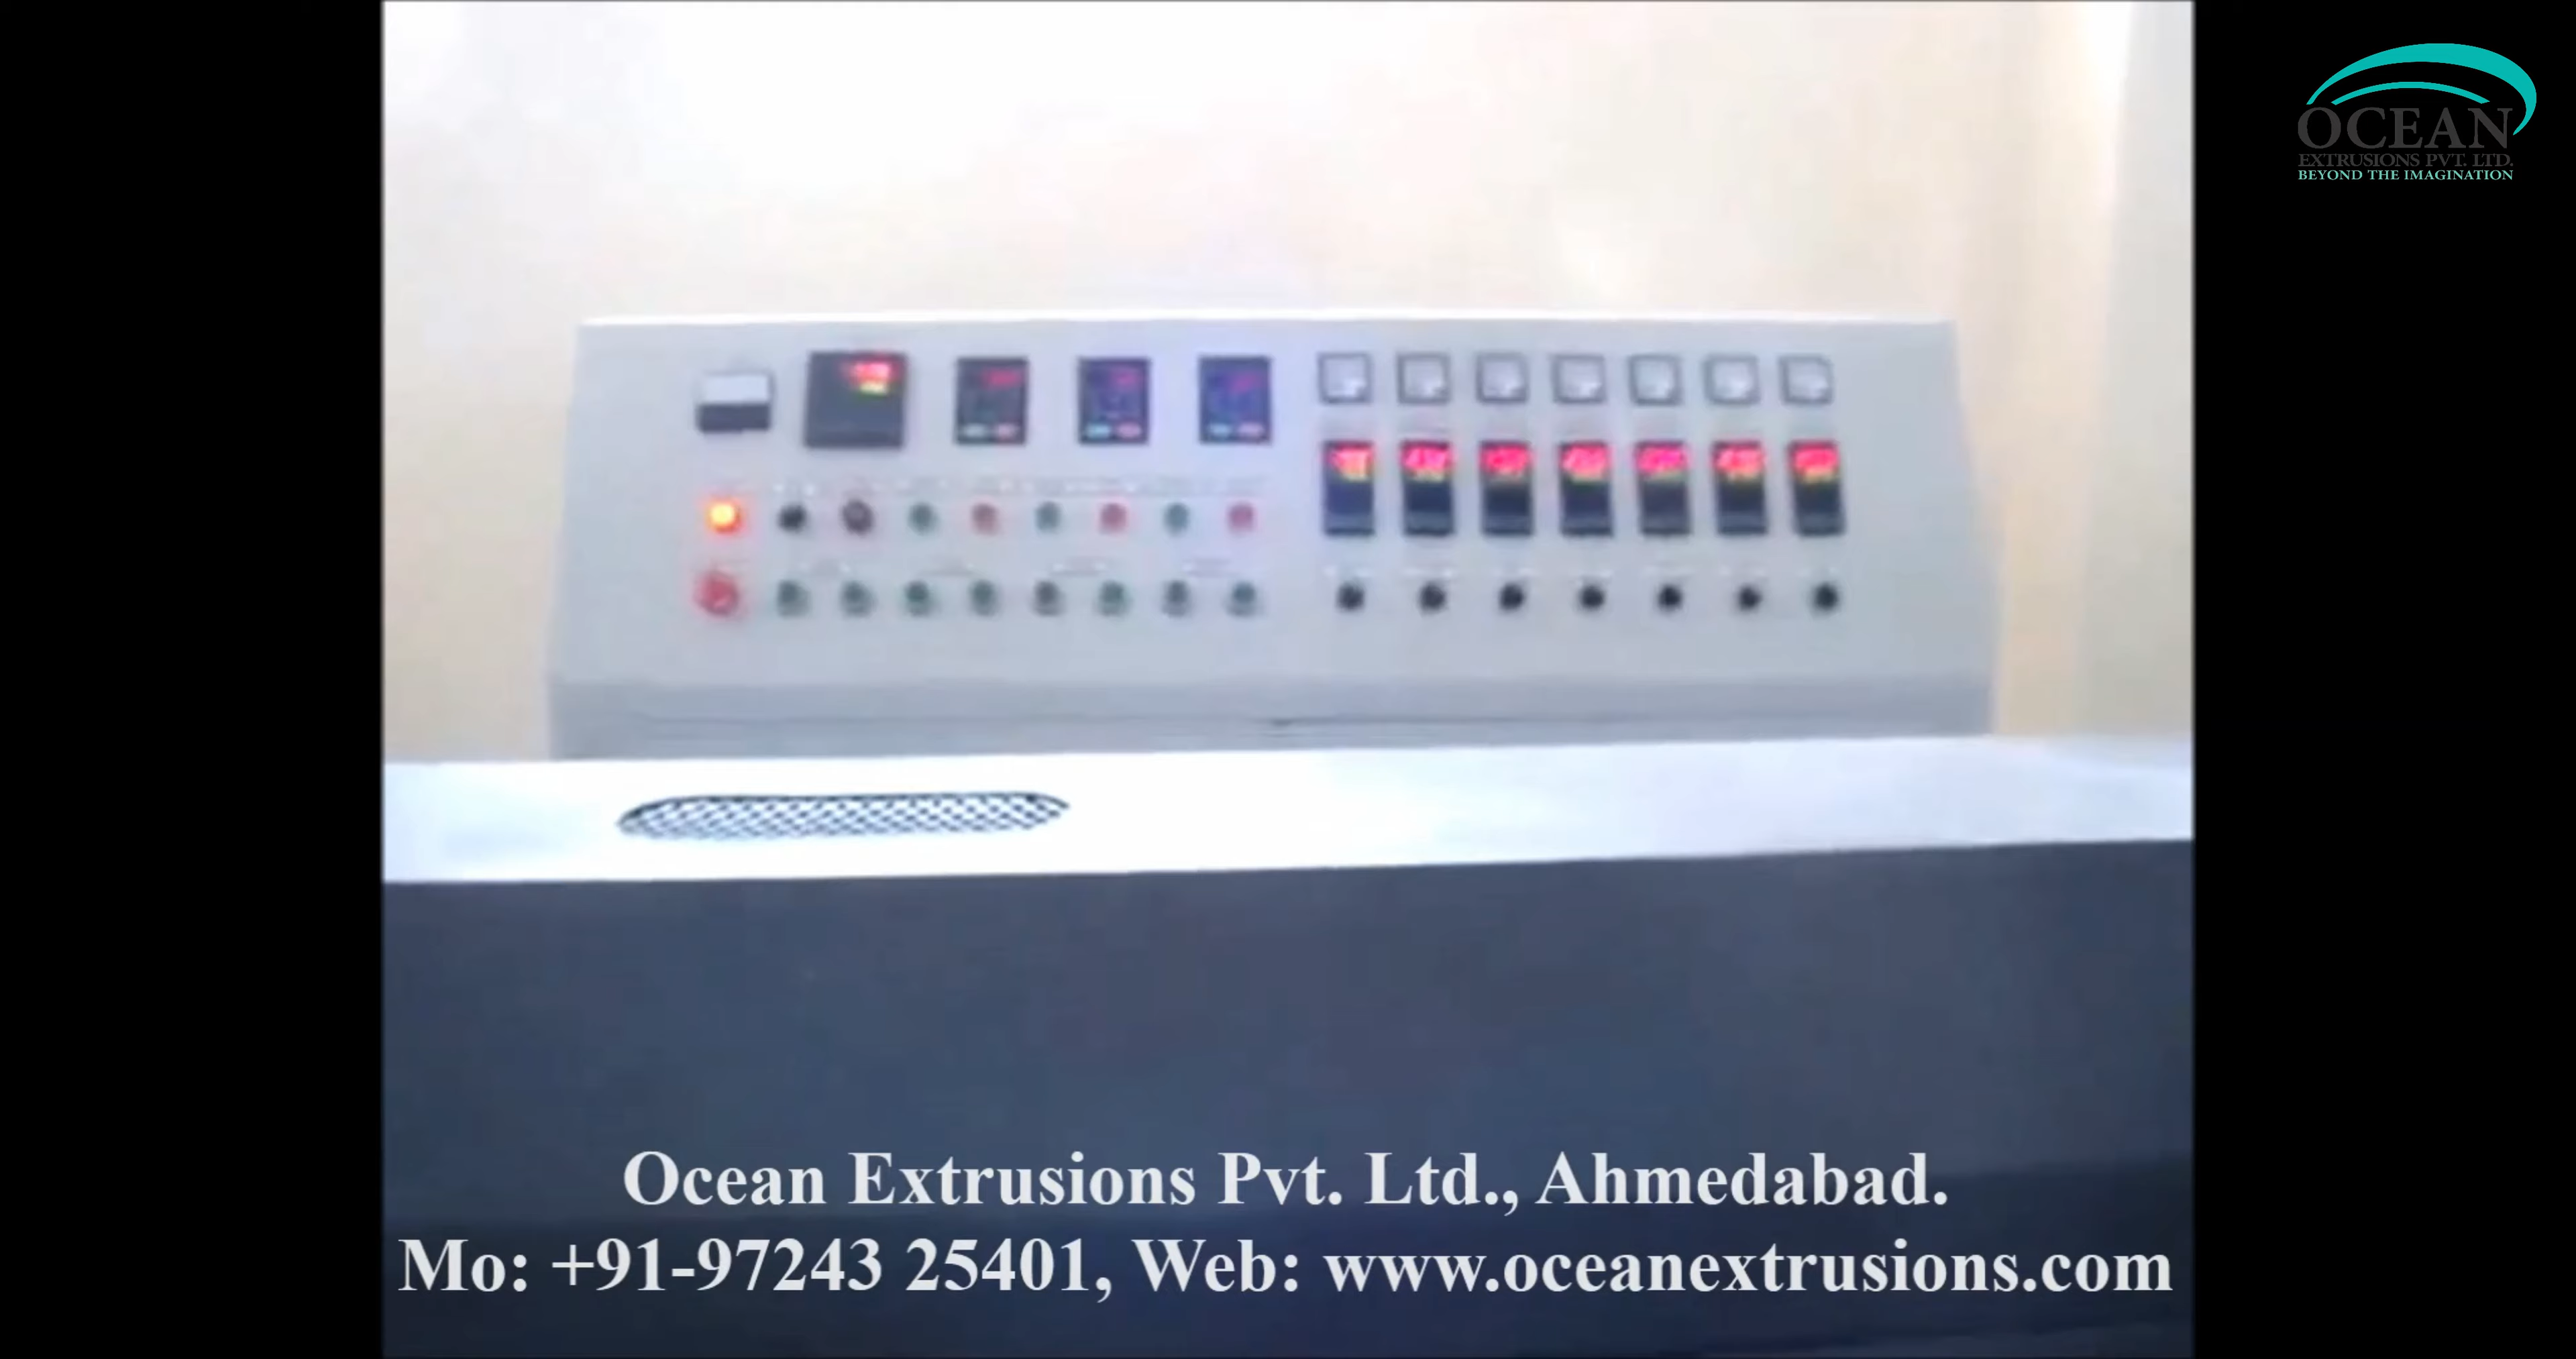 OCEAN
EXTRUSIONS PVT. LTD.
BEYOND THE IMAGINATION
Ocean Extrusions Pvt. Ltd., Ahmedabad.
Mo: +91-97243 25401, Web: www.oceanextrusions.com